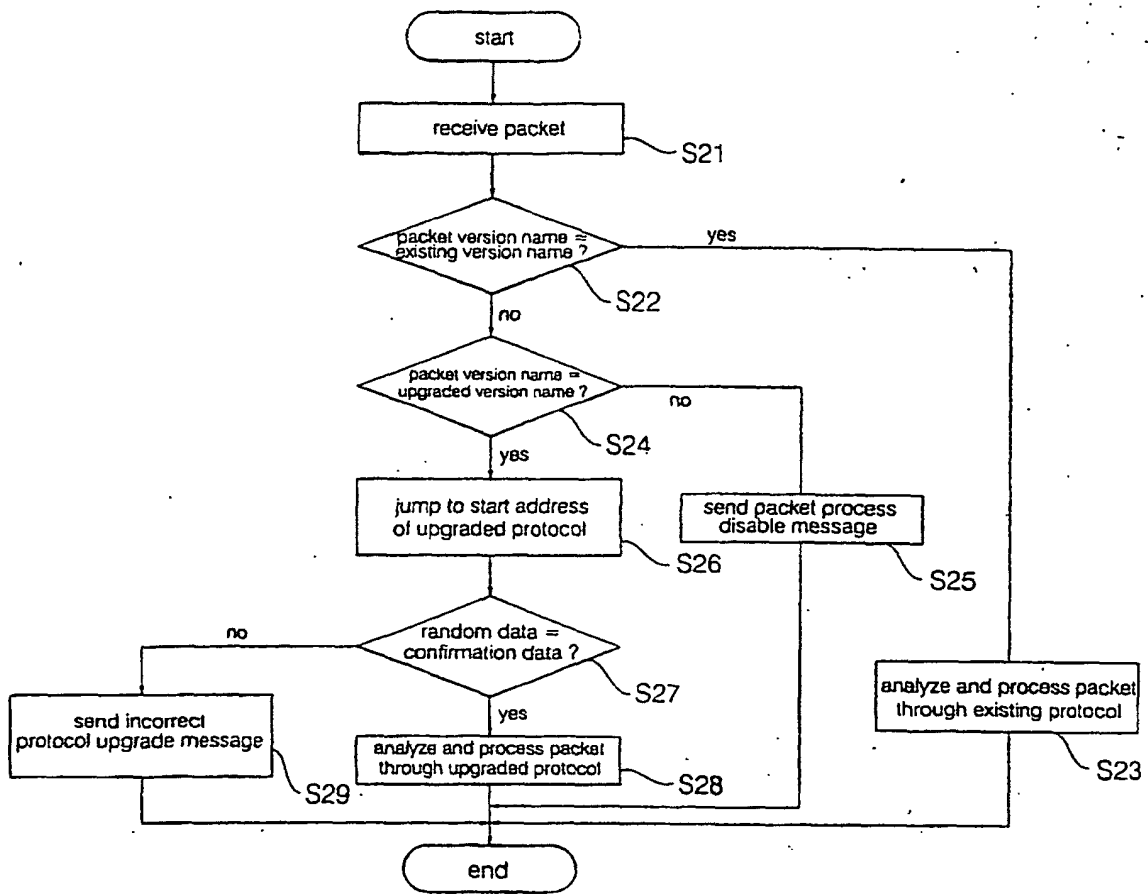 start
receive packet
S21
packet version name =
existing version name ?
yes
S22
no
packet version name =
upgraded version name ?
no
S24
yes
jump to start address
of upgraded protocol
send packet process
disable message
S26
S25
random data =
confirmation data ?
no
S27
analyze and process packet
through existing protocol
yes
send incorrect
protocol upgrade message
analyze and process packet
through upgraded protocol
S23
S29
S28
end